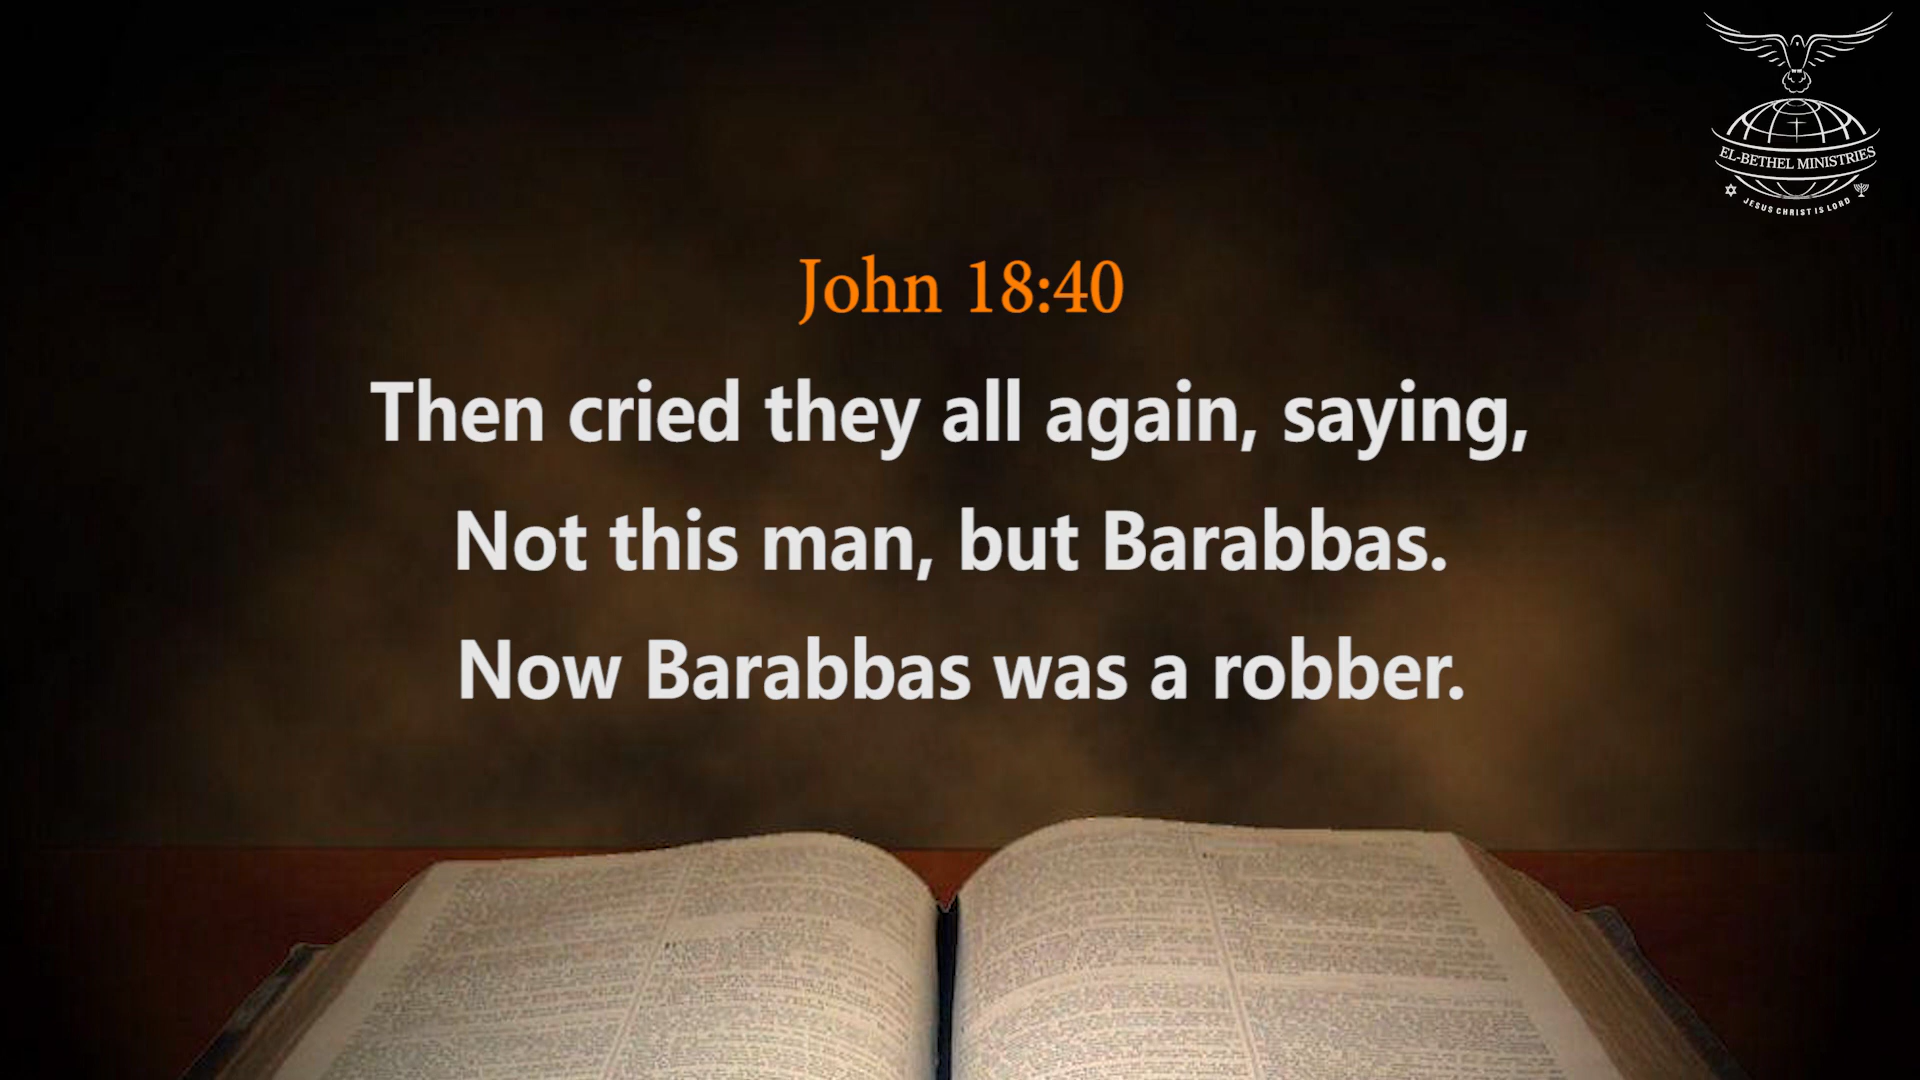 EL-BETHEL MINISTRIES
JESUS CHRIST IS LORD
John 18:40
Then cried they all again, saying,
Not this man, but Barabbas.
Now Barabbas was a robber.